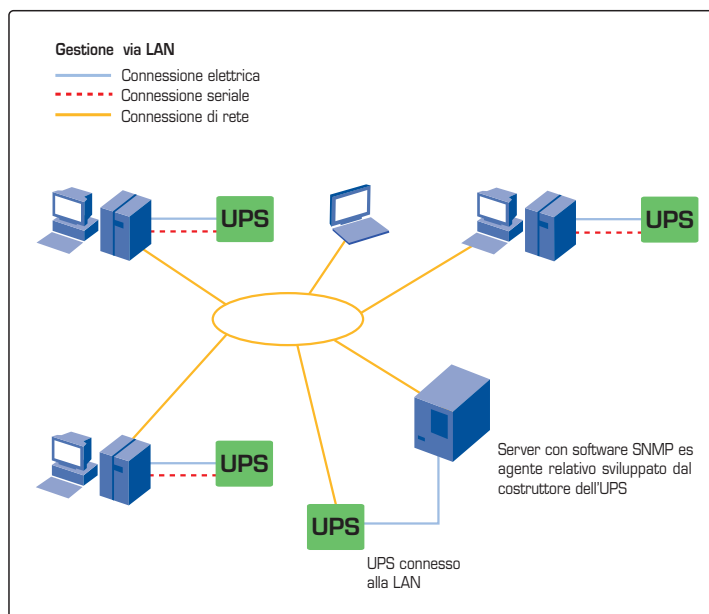 Gestione via LAN
Connessione elettrica
Connessione seriale
Connessione di rete
UPS
UPS
UPS
Server con software SNMP es
agente relativo sviluppato dal
costruttore dell'UPS
UPS
UPS connesso
alla LAN